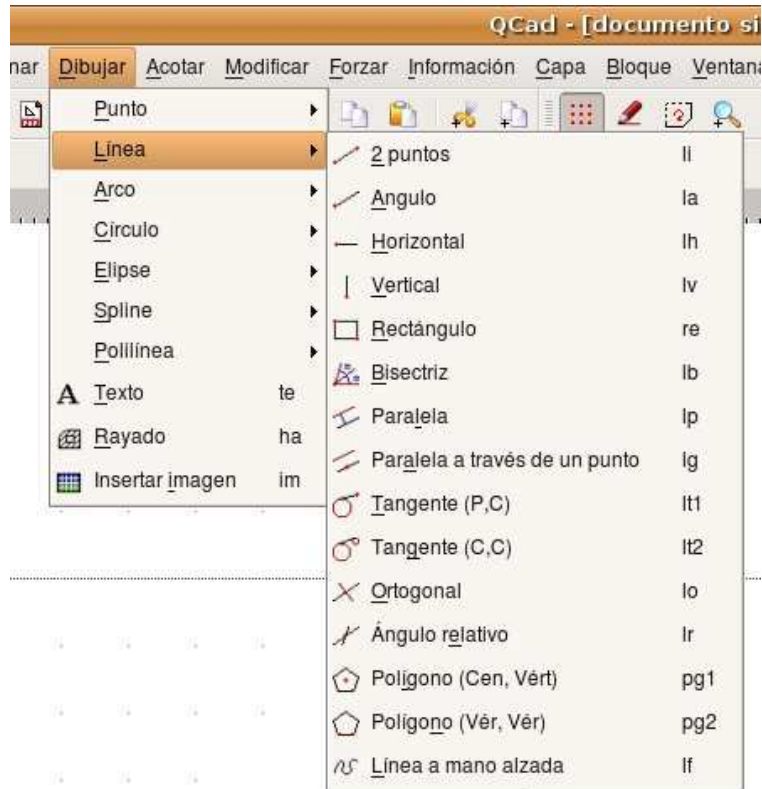 QCad - [documento si
nar Dibujar Acotar Modificar Forzar Información Capa Bloque Ventana
Punto
Línea
Arco
Círculo
Elipse
Spline
Polilínea
A Texto te
Rayado ha
Insertar imagen im
2 puntos li
Angulo la
Horizontal lh
Vertical lv
Rectángulo re
Bisectriz lb
Paralela lp
Paralela a través de un punto lg
Tangente (P,C) lt1
Tangente (C,C) lt2
Ortogonal lo
Ángulo relativo lr
Polígono (Cen, Vért) pg1
Polígono (Vér, Vér) pg2
Línea a mano alzada lf